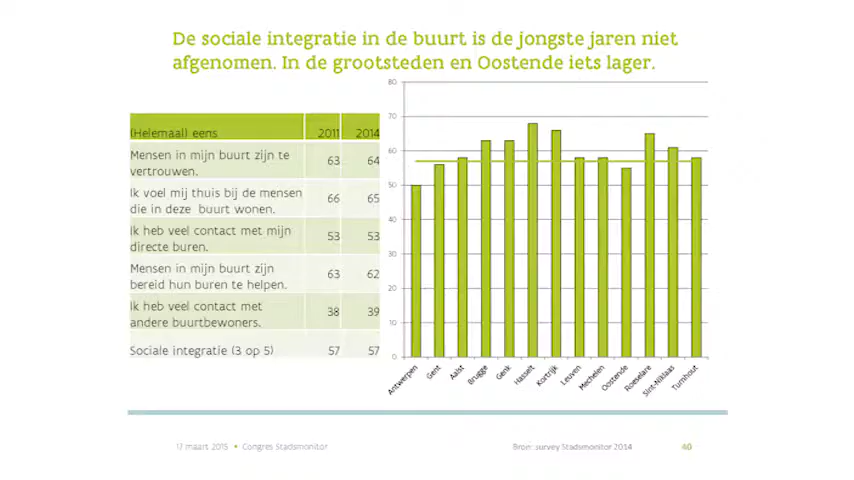 De sociale integratie in de buurt is de jongste jaren niet
afgenomen. In de grootsteden en Oostende iets lager.
(Helemaal) eens 2011 2014
Mensen in mijn buurt zijn te
vertrouwen. 63 64
Ik voel mij thuis bij de mensen
die in deze buurt wonen. 66 65
Ik heb veel contact met mijn
directe buren. 53 53
Mensen in mijn buurt zijn
bereid hun buren te helpen. 63 62
Ik heb veel contact met
andere buurtbewoners. 38 39
Sociale integratie (3 op 5) 57 57
80
70
60
50
40
30
20
10
0
Antwerpen
Gent
Aalst
Brugge
Genk
Hasselt
Kortrijk
Leuven
Mechelen
Oostende
Roeselare
Sint-Niklaas
Turnhout
17 maart 2015 • Congres Stadsmonitor
Bron: survey Stadsmonitor 2014
40